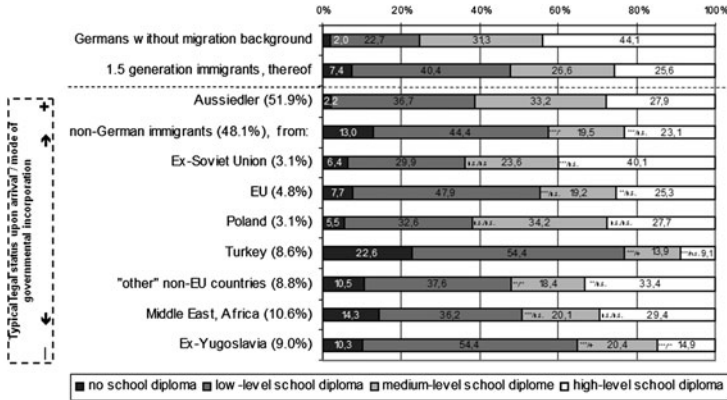 0% 20% 40% 60% 80% 100%
Germans without migration background 2,0 22,7 31,3 44,1
1.5 generation immigrants, thereof 7,4 40,4 26,6 25,6
Aussiedler (51.9%) 2,2 36,7 33,2 27,9
non-German immigrants (48.1%), from: 13,0 44,4 19,5 23,1
Ex-Soviet Union (3.1%) 6,4 29,9 23,6 40,1
EU (4.8%) 7,7 47,9 19,2 25,3
Poland (3.1%) 5,5 32,6 34,2 27,7
Turkey (8.6%) 22,6 54,4 13,9 9,1
"other" non-EU countries (8.8%) 10,5 37,6 18,4 33,4
Middle East, Africa (10.6%) 14,3 36,2 20,1 29,4
Ex-Yugoslavia (9.0%) 10,3 54,4 20,4 14,9
Typical legal status upon arrival / mode of
governmental incorporation
+
no school diploma low -level school diploma medium-level school diplome high-level school diploma